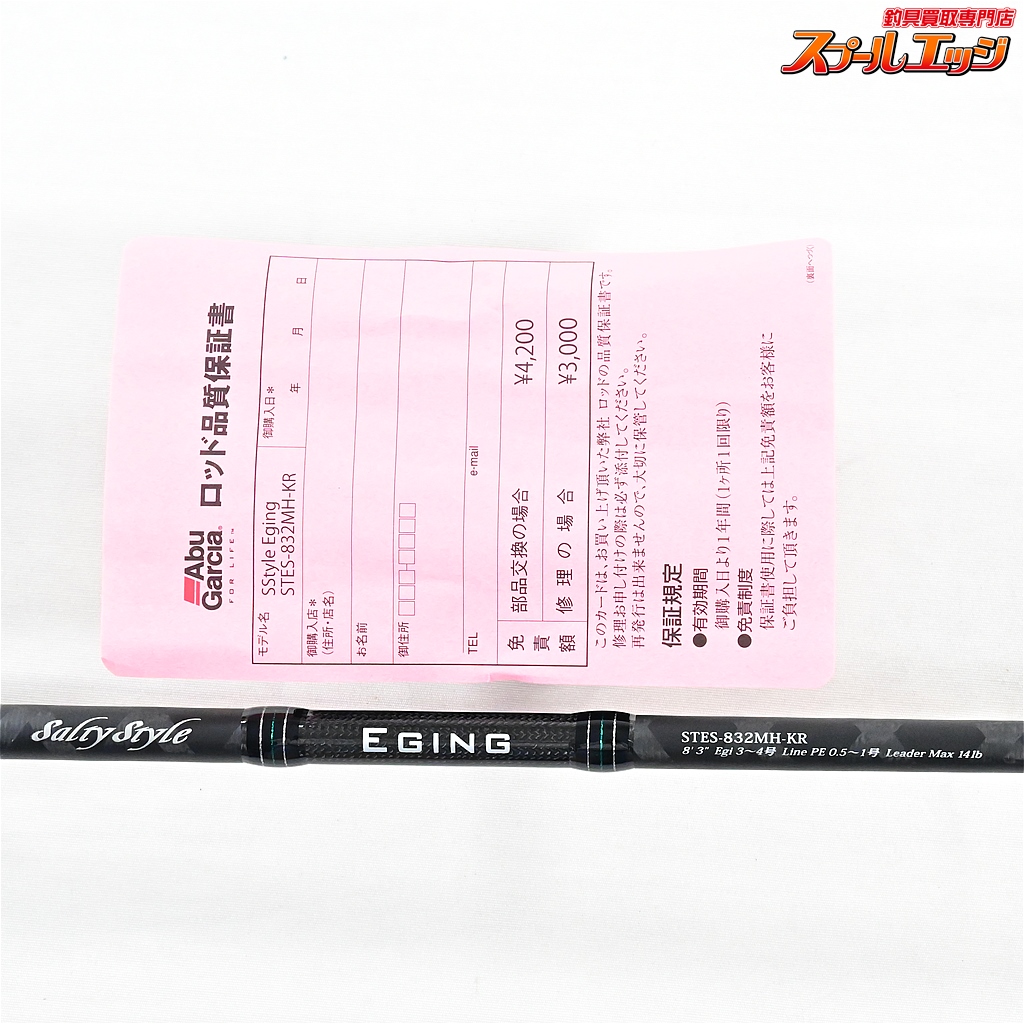 釣具買取専門店
スプールエッジ
Abu
Garcia®
FOR LIFE™
ロッド品質保証書
モデル名 SStyle Eging
STES-832MH-KR
御購入日* 年 月 日
御購入店*
(住所・店名)
お名前
御住所
TEL e-mail
免責額
部品交換の場合 ¥4,200
修理の場合 ¥3,000
このカードは、お買い上げ頂いた弊社 ロッドの品質保証書です。
修理お申し付けの際は必ず添付してください。
再発行は出来ませんので、大切に保管してください。
保証規定
●有効期間
御購入日より1年間(1ヶ所1回限り)
●免責制度
保証書使用に際しては上記免責額をお客様に
ご負担して頂きます。
(裏面へつづく)
SaltyStyle
EGING
STES-832MH-KR
8' 3" Egi 3〜4号 Line PE 0.5〜1号 Leader Max 14lb